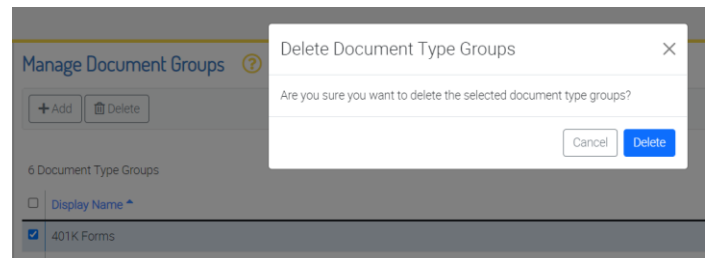 Delete Document Type Groups
Are you sure you want to delete the selected document type groups?
Cancel Delete
Manage Document Groups ?
+ Add Delete
6 Document Type Groups
Display Name
401K Forms